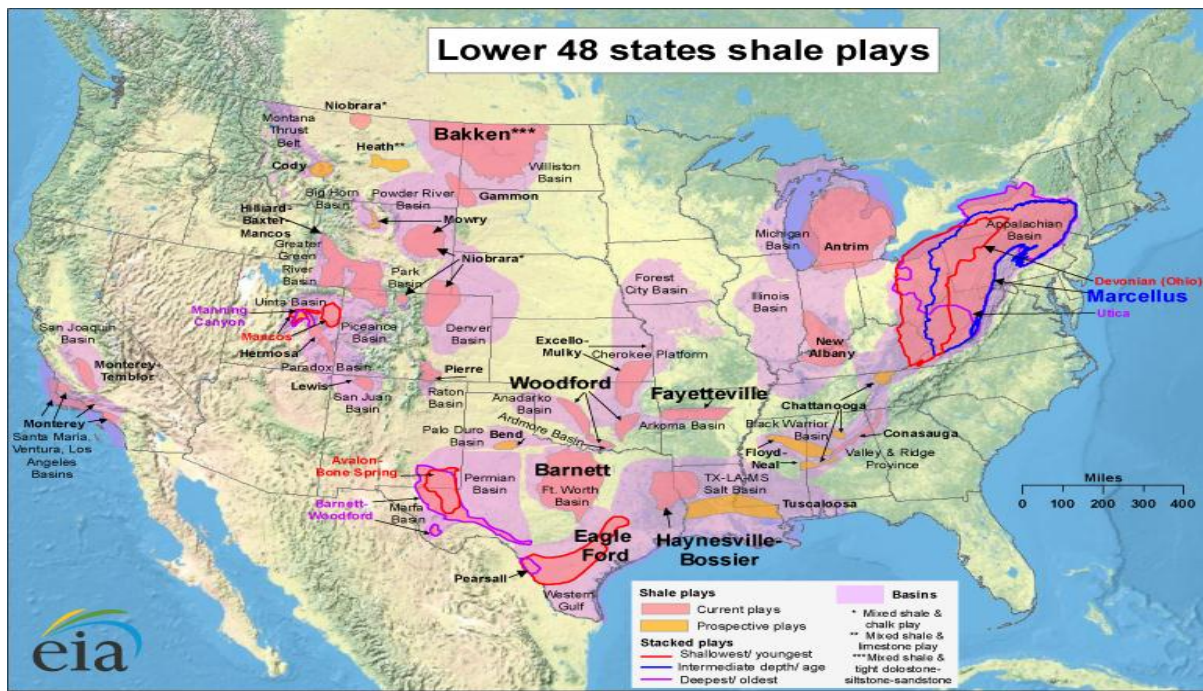 Lower 48 states shale plays
Niobrara*
Montana
Thrust
Belt
Bakken***
Heath**
Cody
Williston
Basin
Big Horn
Basin
Powder River
Basin
Gammon
Hilliard-
Baxter-
Mancos
Mowry
Greater
Green
River
Basin
Park
Basin
Niobrara*
Michigan
Basin
Antrim
Appalachian
Basin
Devonian (Ohio)
Marcellus
Utica
Forest
City Basin
Illinois
Basin
Uinta Basin
Manning
Canyon
Mancos
Piceance
Basin
Denver
Basin
San Joaquin
Basin
Hermosa
Excello-
Mulky
Cherokee Platform
New
Albany
Monterey-
Temblor
Paradox Basin
Lewis
San Juan
Basin
Pierre
Raton
Basin
Woodford
Anadarko
Basin
Fayetteville
Chattanooga
Monterey
Santa Maria,
Ventura, Los
Angeles
Basins
Palo Duro
Basin
Bend
Ardmore Basin
Arkoma Basin
Black Warrior
Basin
Conasauga
Floyd-
Neal
Valley & Ridge
Province
Avalon-
Bone Spring
Permian
Basin
Barnett
Ft. Worth
Basin
TX-LA-MS
Salt Basin
Tuscaloosa
Barnett-
Woodford
Marfa
Basin
Eagle
Ford
Haynesville-
Bossier
Pearsall
Western
Gulf
Miles
0 100 200 400
Shale plays
Current plays
Prospective plays
Stacked plays
Shallowest/ youngest
Intermediate depth/ age
Deepest/ oldest
Basins
* Mixed shale &
chalk play
** Mixed shale &
limestone play
***Mixed shale &
tight dolostone-
siltstone-sandstone
eia